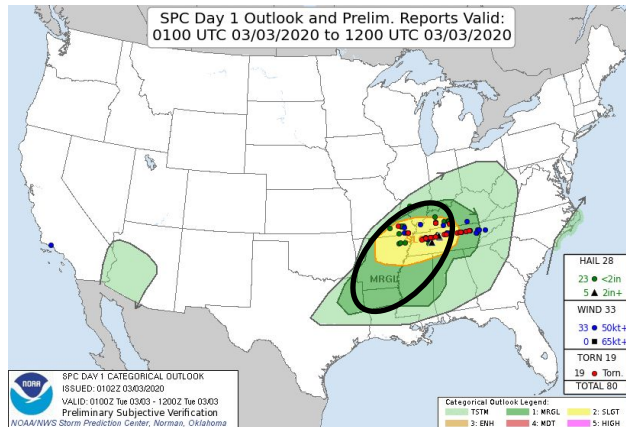 SPC Day 1 Outlook and Prelim. Reports Valid:
0100 UTC 03/03/2020 to 1200 UTC 03/03/2020
MRGL
HAIL 28
23 <2in
5 2in+
WIND 33
33 50kt+
0 65kt+
TORN 19
19 Torn.
TOTAL 80
NOAA
SPC DAY 1 CATEGORICAL OUTLOOK
ISSUED: 0102Z 03/03/2020
VALID: 0100Z Tue 03/03 - 1200Z Tue 03/03
Preliminary Subjective Verification
NOAA/NWS Storm Prediction Center, Norman, Oklahoma
Categorical Outlook Legend:
TSTM 1: MRGL 2: SLGT
3: ENH 4: MDT 5: HIGH